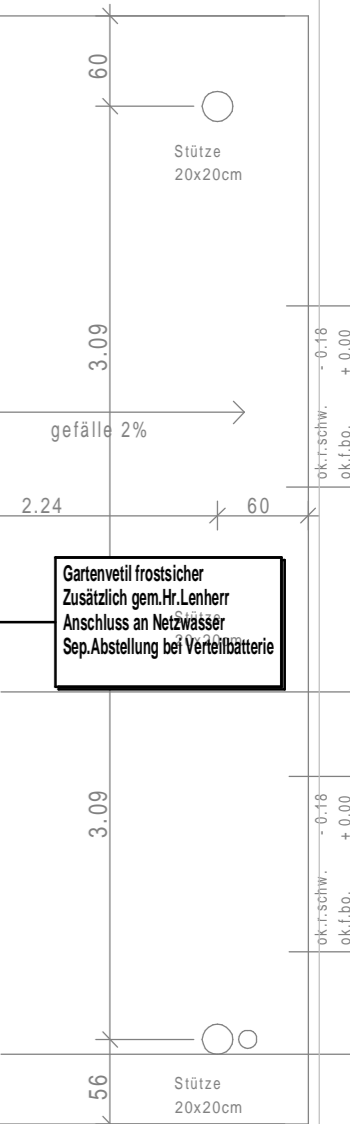 60
Stütze
20x20cm
3.09
- 0.18
+ 0.00
ok.r.schw.
ok.f.bo.
gefälle 2%
2.24
60
Gartenvetil frostsicher
Zusätzlich gem.Hr.Lenherr
Anschluss an Netzwasser
Sep.Abstellung bei Verteilbatterie
Stütze
20x20cm
3.09
- 0.18
+ 0.00
ok.r.schw.
ok.f.bo.
56
Stütze
20x20cm